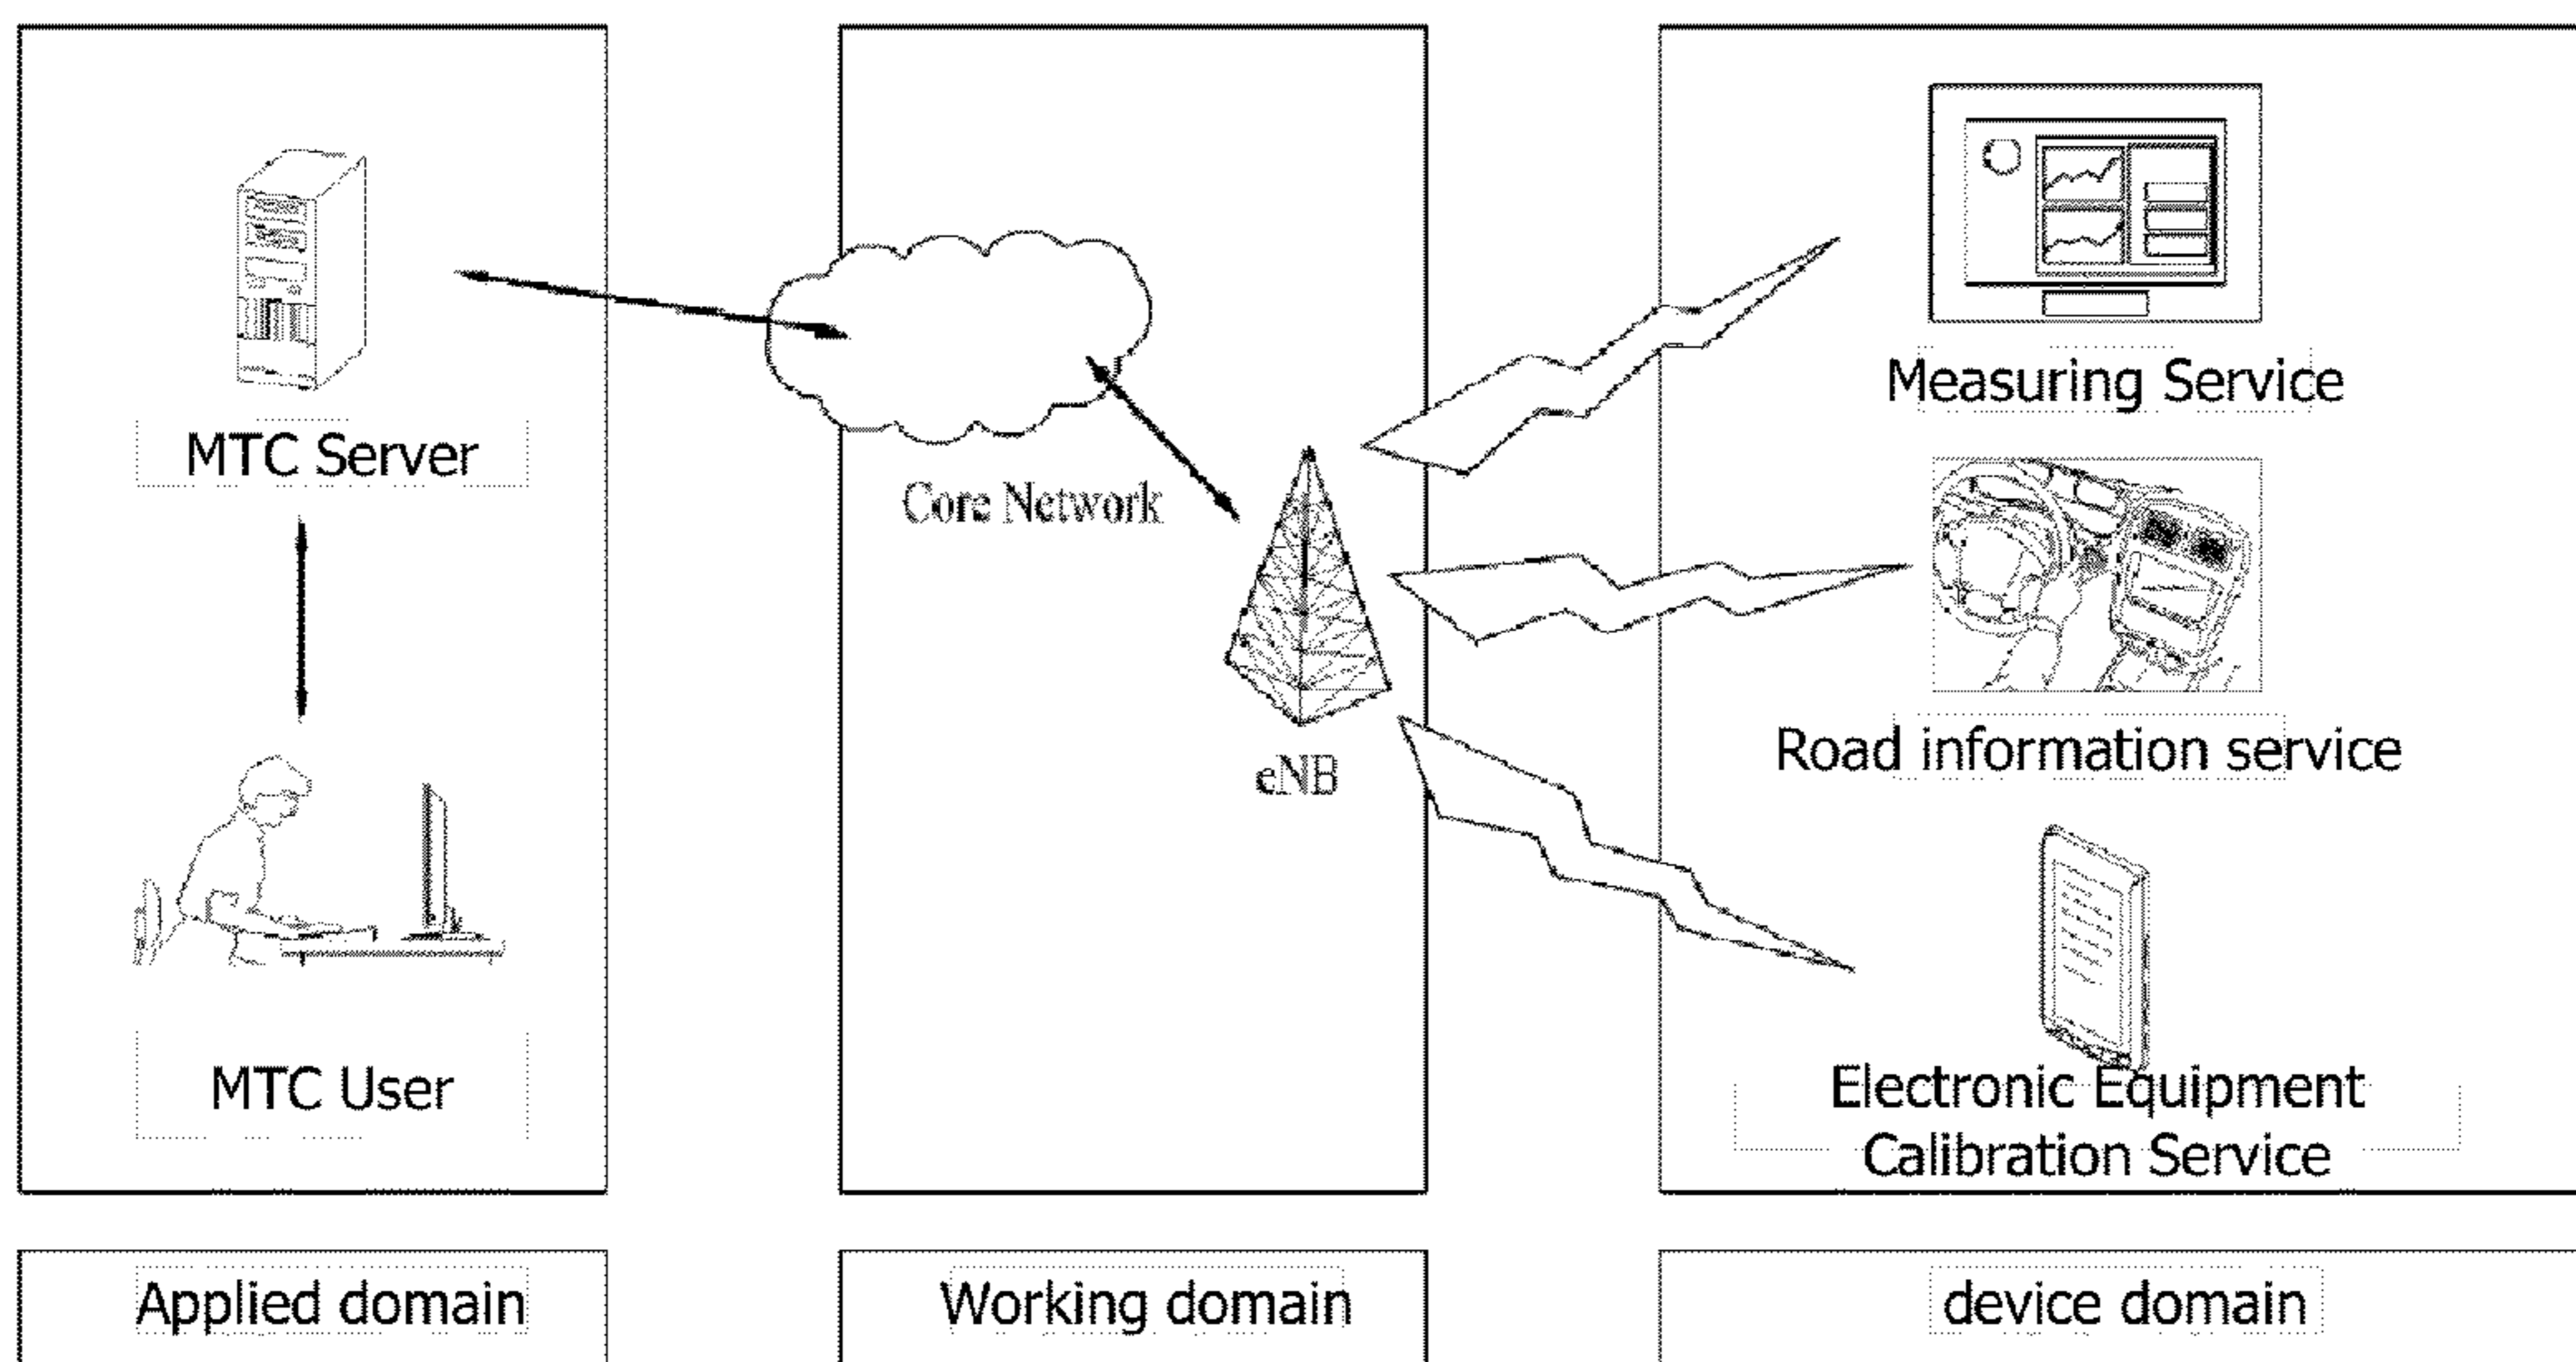 MTC Server
MTC User
Applied domain
Core Network
eNB
Working domain
Measuring Service
Road information service
Electronic Equipment
Calibration Service
device domain